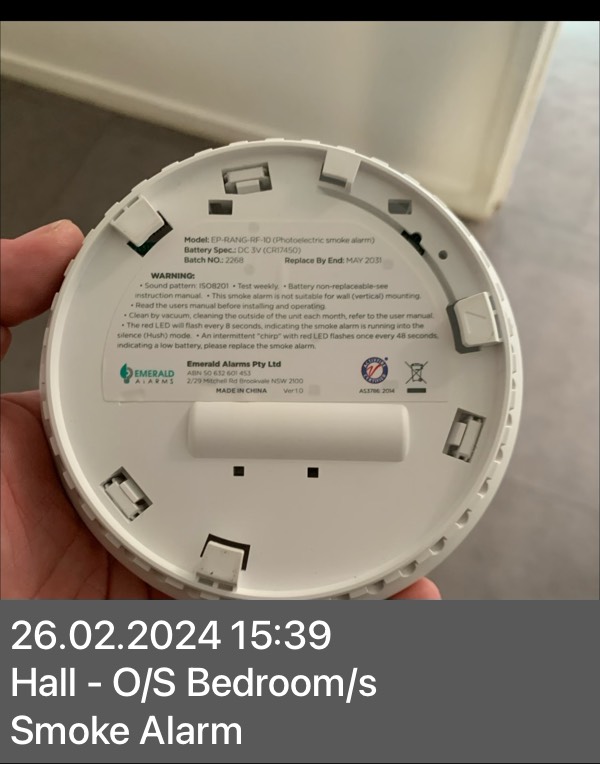 Model: EP-RANG-RF-10 (Photoelectric smoke alarm)
Battery Spec.: DC 3V (CR17450)
Batch NO.: 2268 Replace By End: MAY 2031
WARNING:
• Sound pattern: ISO8201 • Test weekly. • Battery non-replaceable-see
instruction manual. • This smoke alarm is not suitable for wall (vertical) mounting.
• Read the users manual before installing and operating.
• Clean by vacuum, cleaning the outside of the unit each month, refer to the user manual.
• The red LED will flash every 8 seconds, indicating the smoke alarm is running into the
silence (Hush) mode. • An intermittent "chirp" with red LED flashes once every 48 seconds,
indicating a low battery, please replace the smoke alarm.
EMERALD
ALARMS
Emerald Alarms Pty Ltd
ABN 50 632 601 453
2/29 Mitchell Rd Brookvale NSW 2100
MADE IN CHINA Ver1.0
AS3786: 2014
26.02.2024 15:39
Hall - O/S Bedroom/s
Smoke Alarm